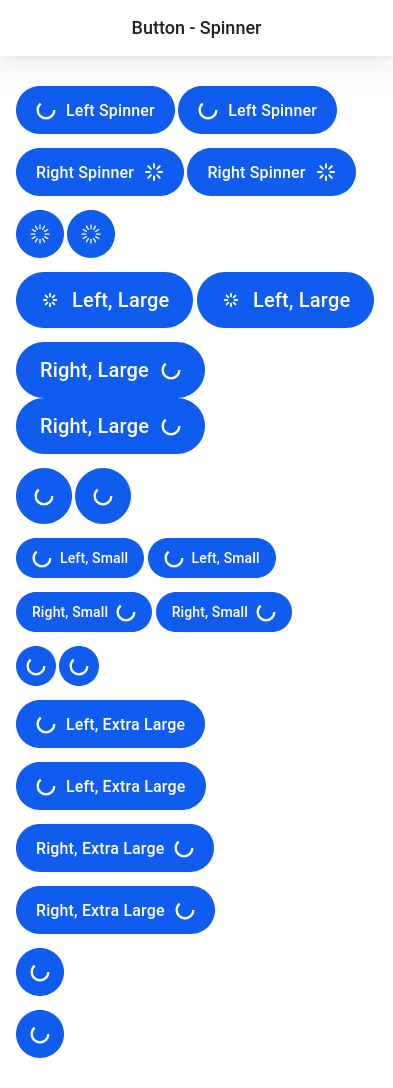 Button - Spinner
Left Spinner Left Spinner
Right Spinner Right Spinner
Left, Large Left, Large
Right, Large
Right, Large
Left, Small Left, Small
Right, Small Right, Small
Left, Extra Large
Left, Extra Large
Right, Extra Large
Right, Extra Large